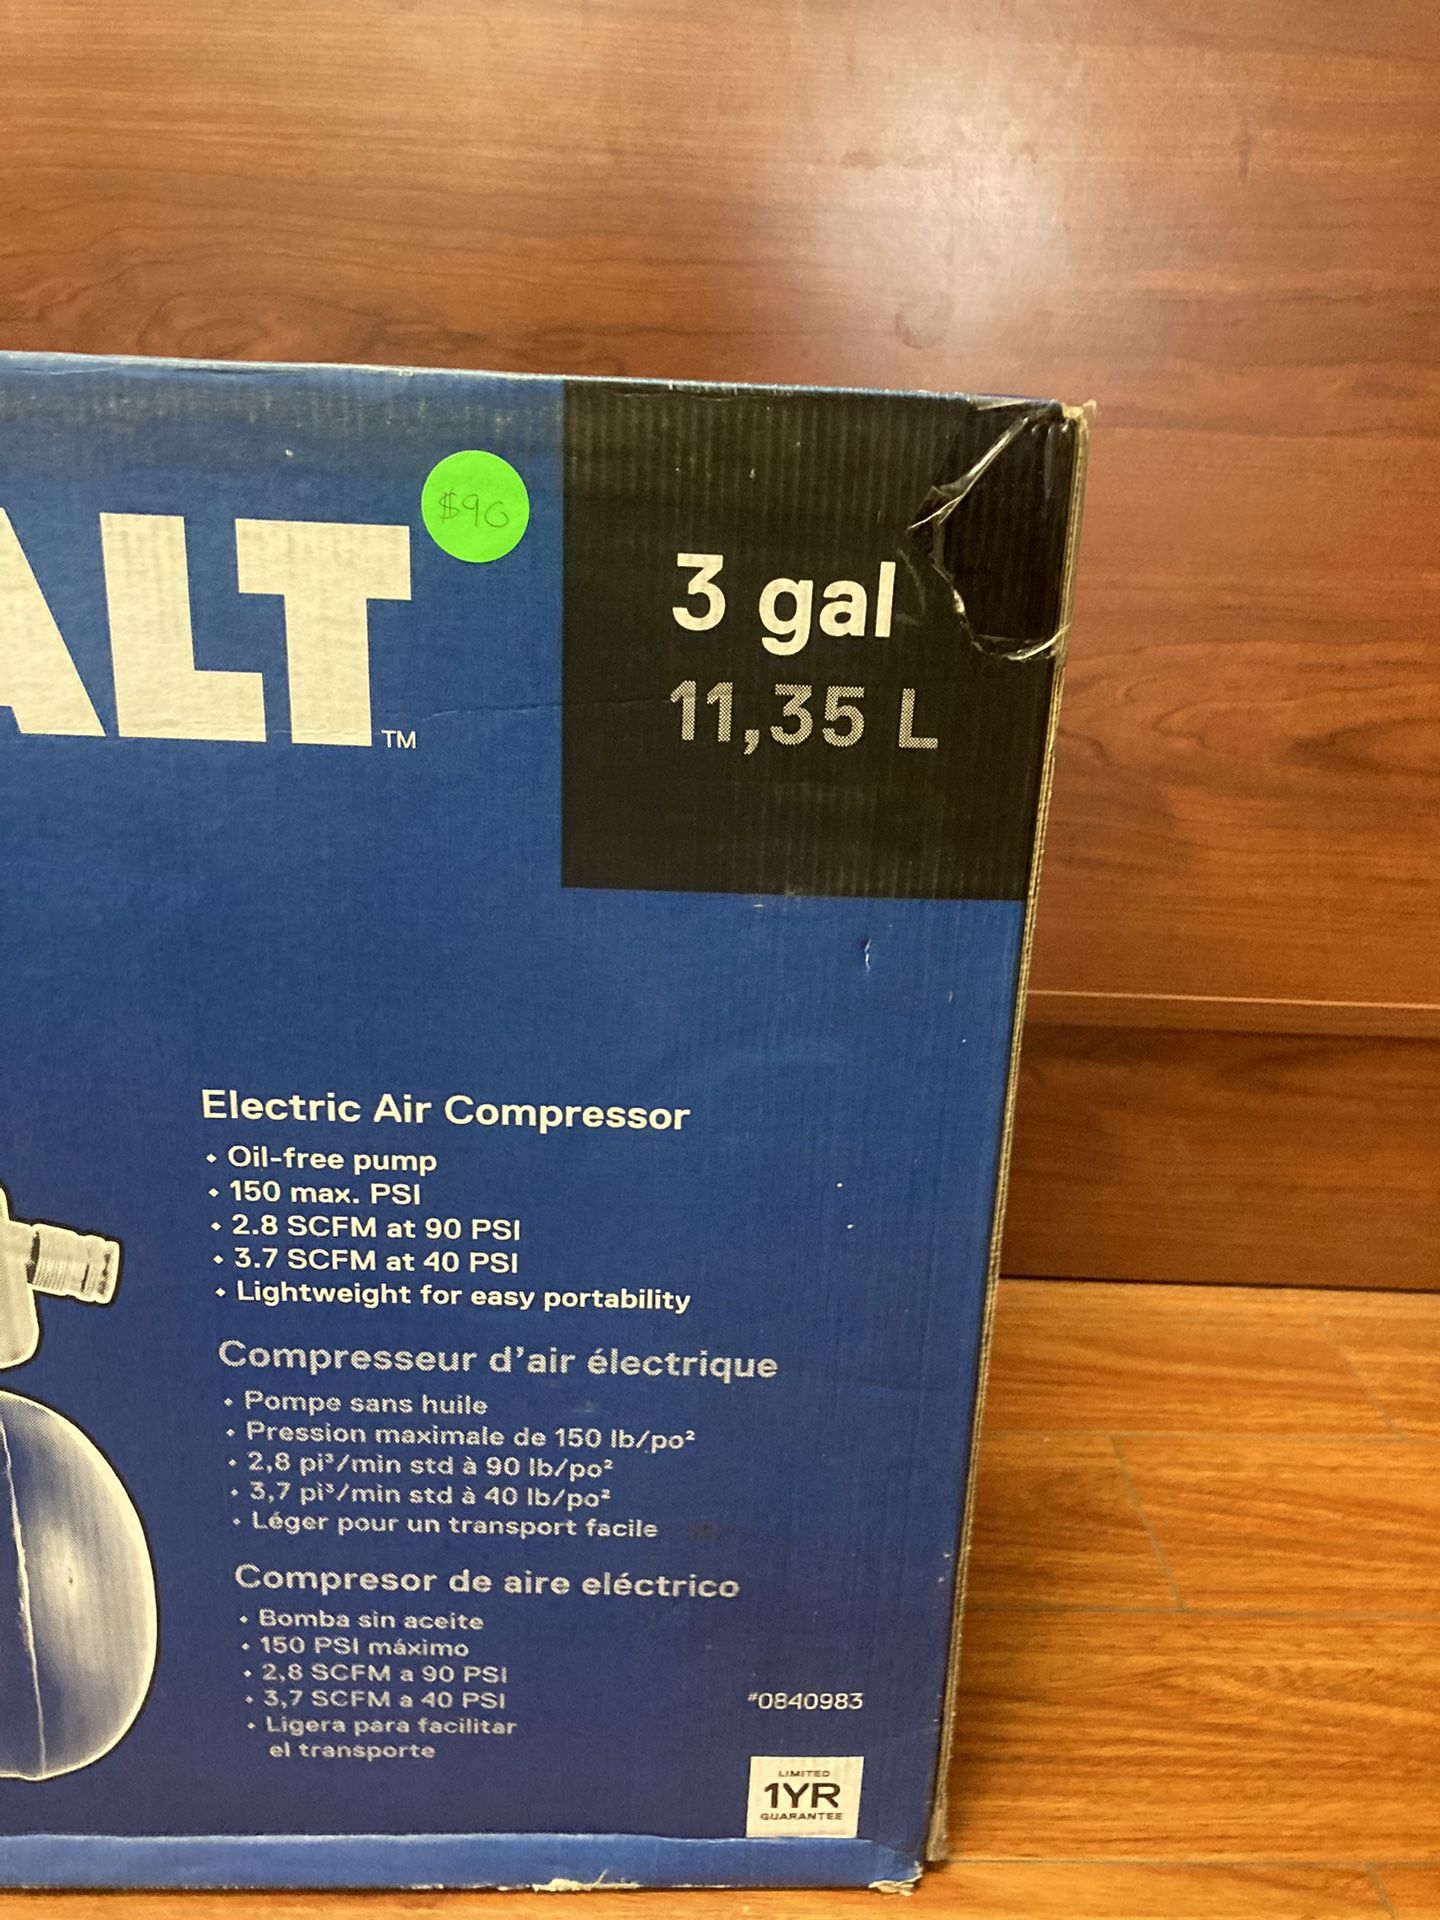 $90
ALT™
3 gal
11,35 L
Electric Air Compressor
• Oil-free pump
• 150 max. PSI
• 2.8 SCFM at 90 PSI
• 3.7 SCFM at 40 PSI
• Lightweight for easy portability
Compresseur d'air électrique
• Pompe sans huile
• Pression maximale de 150 lb/po²
• 2,8 pi³/min std à 90 lb/po²
• 3,7 pi³/min std à 40 lb/po²
• Léger pour un transport facile
Compresor de aire eléctrico
• Bomba sin aceite
• 150 PSI máximo
• 2,8 SCFM a 90 PSI
• 3,7 SCFM a 40 PSI
• Ligera para facilitar
el transporte
#0840983
LIMITED
1YR
GUARANTEE